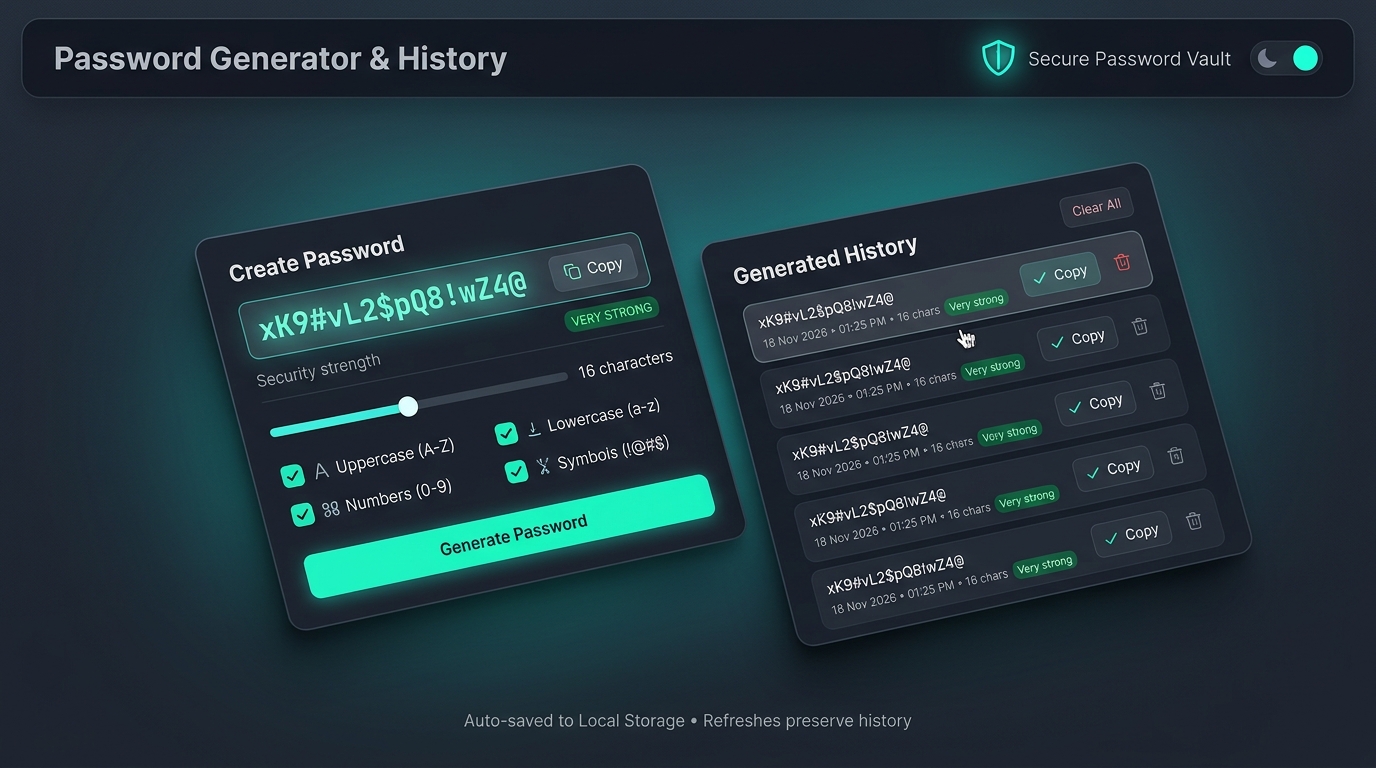 Password Generator & History
Secure Password Vault
Create Password
xK9#vL2$pQ8!wZ4@
Copy
VERY STRONG
Security strength
16 characters
Uppercase (A-Z)
Lowercase (a-z)
Numbers (0-9)
Symbols (!@#$)
Generate Password
Clear All
Generated History
xK9#vL2$pQ8!wZ4@
18 Nov 2026 • 01:25 PM • 16 chars Very strong
Copy
xK9#vL2$pQ8!wZ4@
18 Nov 2026 • 01:25 PM • 16 chars Very strong
Copy
xK9#vL2$pQ8!wZ4@
18 Nov 2026 • 01:25 PM • 16 chars Very strong
Copy
xK9#vL2$pQ8!wZ4@
18 Nov 2026 • 01:25 PM • 16 chars Very strong
Copy
xK9#vL2$pQ8!wZ4@
18 Nov 2026 • 01:25 PM • 16 chars Very strong
Copy
Auto-saved to Local Storage • Refreshes preserve history